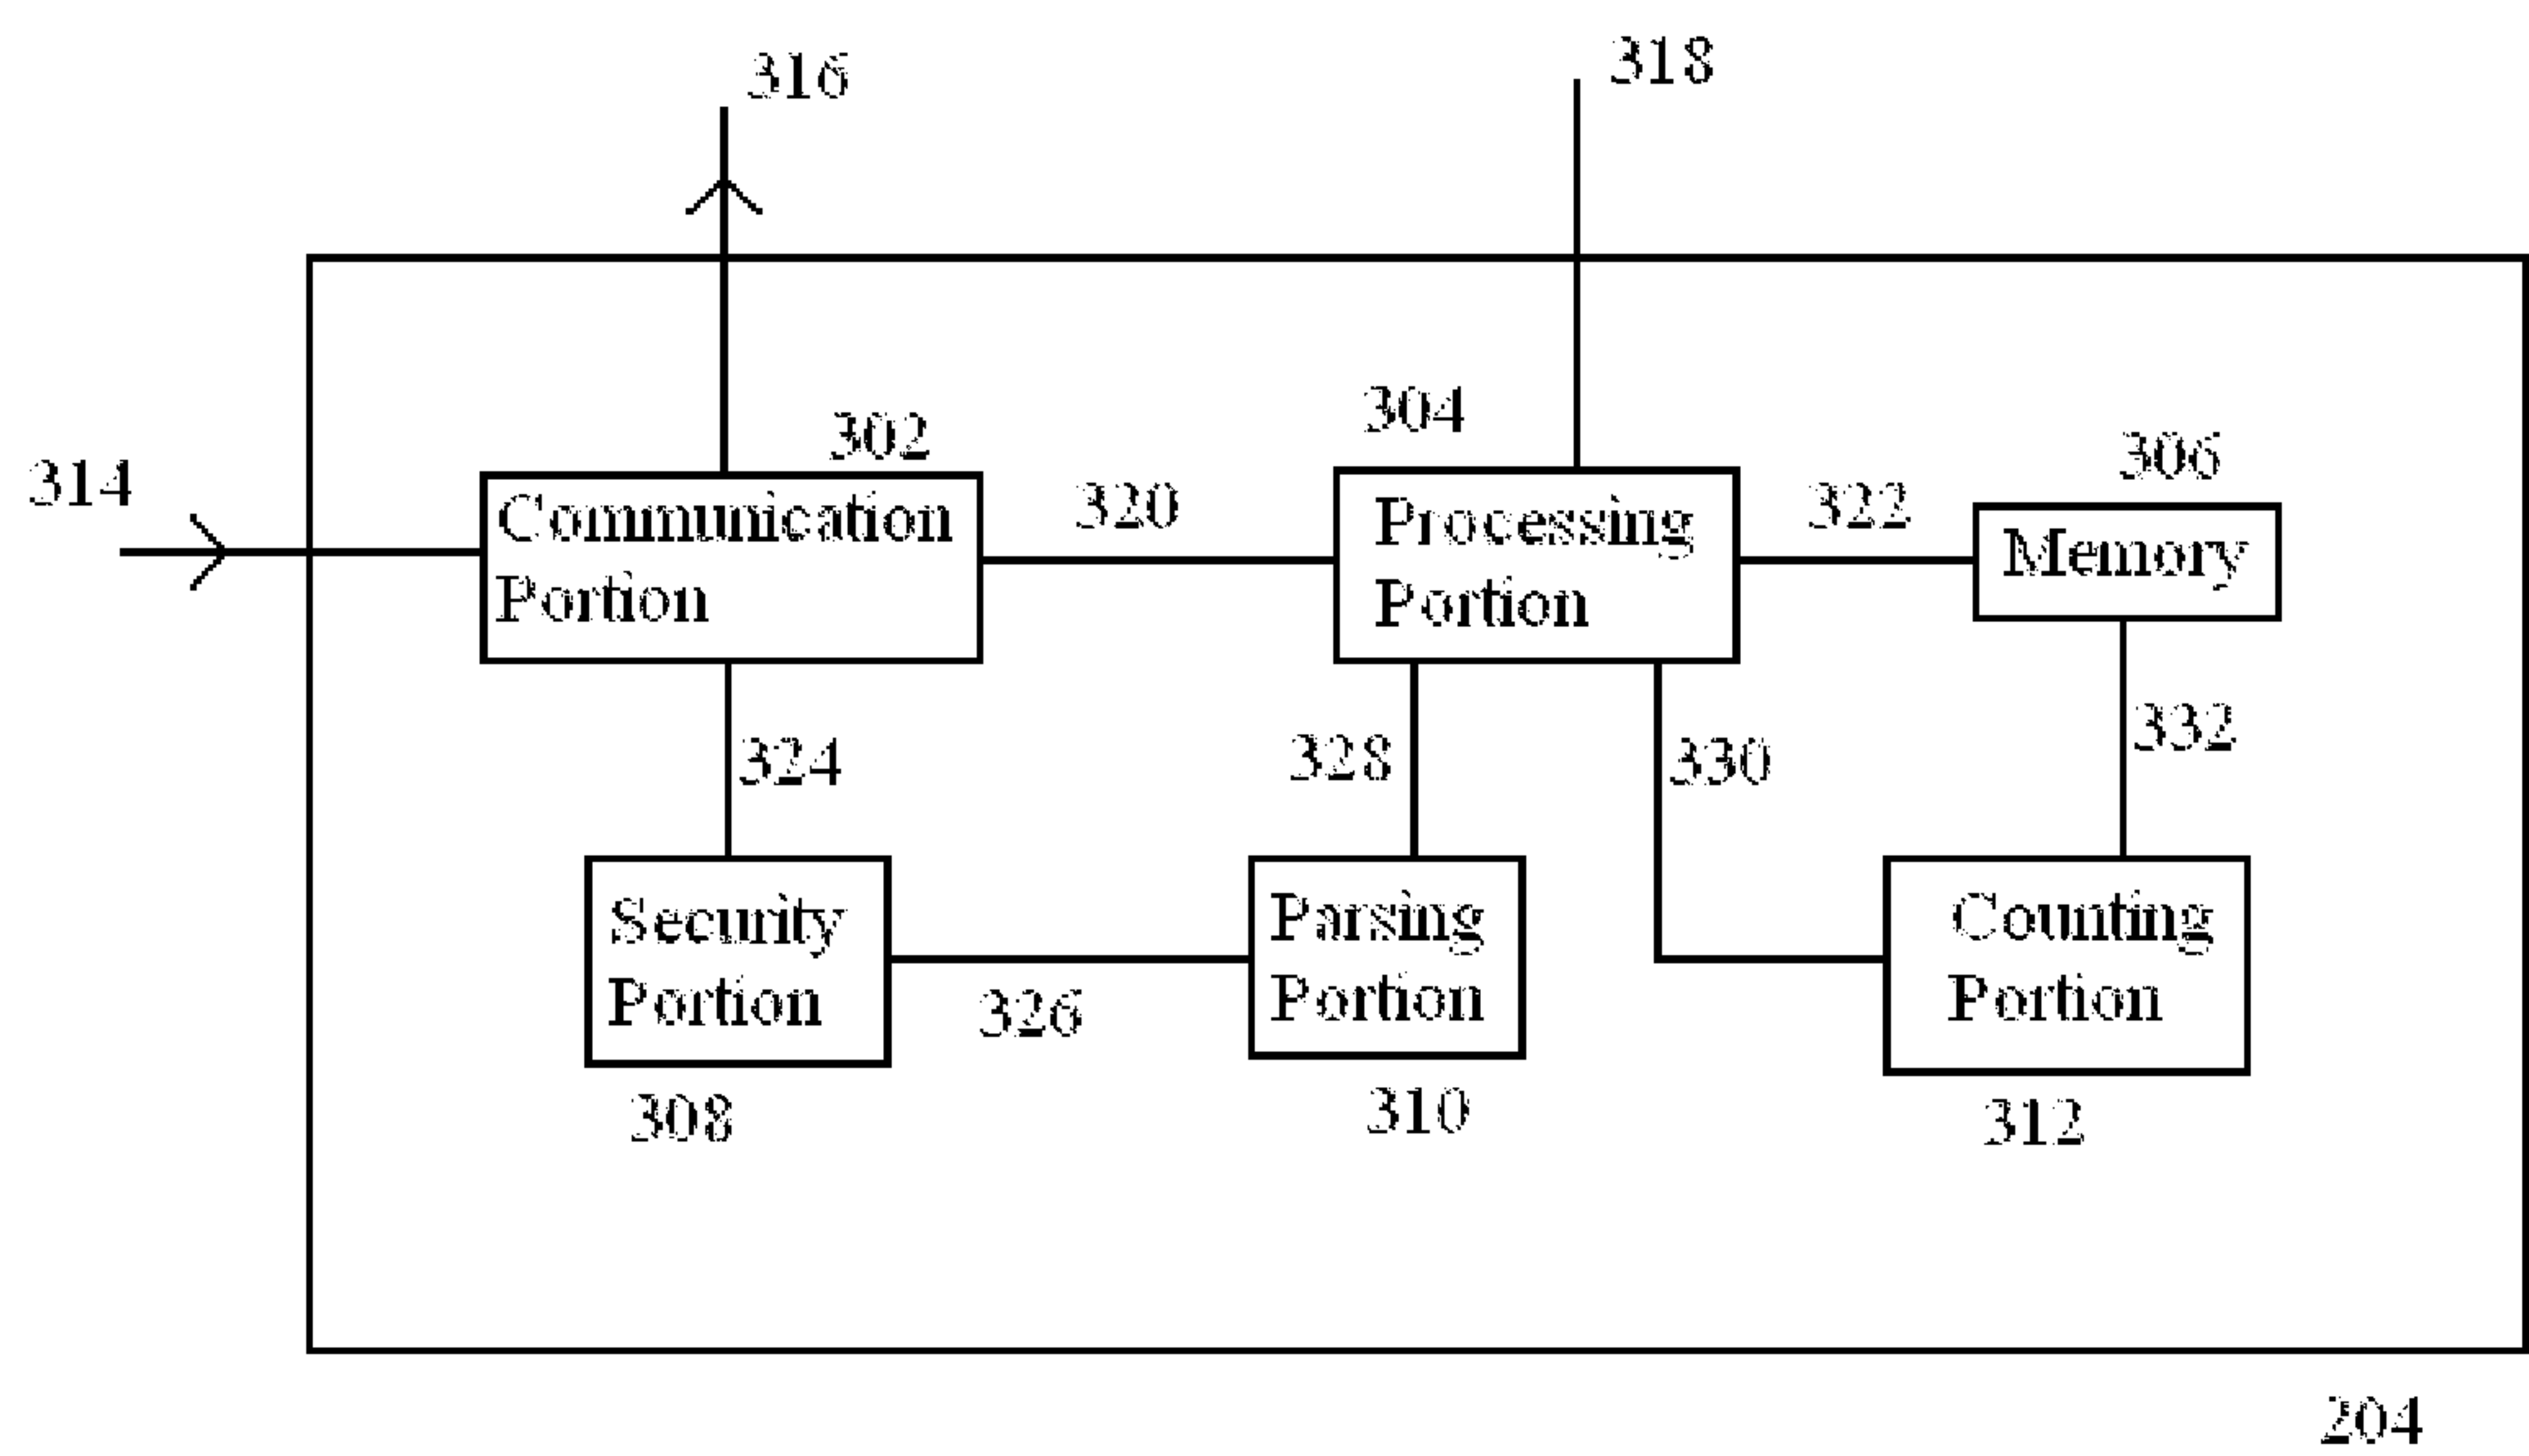 316
318
302
304
306
314
Communication
Portion
320
Processing
Portion
322
Memory
324
328
330
332
Security
Portion
326
Parsing
Portion
Counting
Portion
308
310
312
204